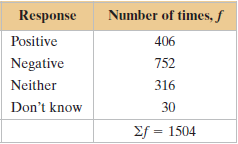 Response Number of times, f
Positive 406
Negative 752
Neither 316
Don't know 30
Σf = 1504